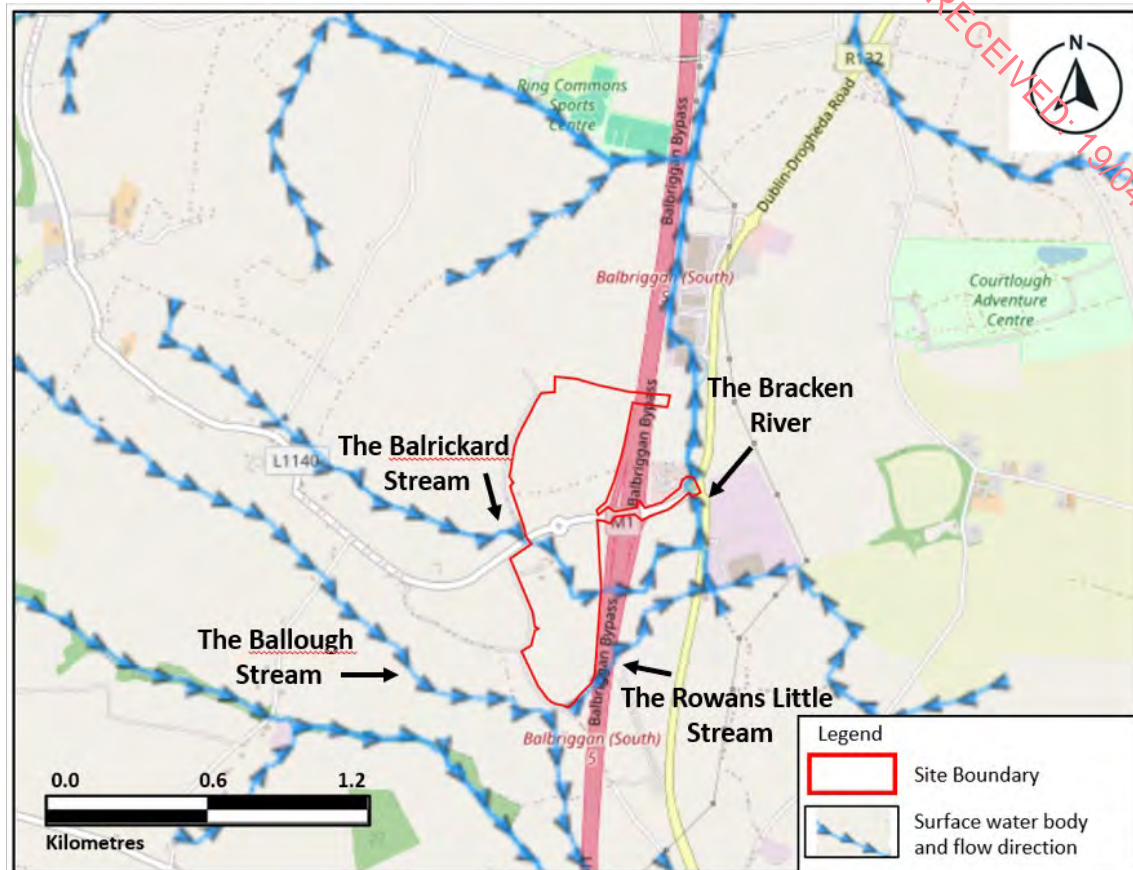 RECEIVED: 19/04
N
R132
Ring Commons
Sports
Centre
Balbriggan Bypass
Dublin-Drogheda Road
Balbriggan (South)
Courtlough
Adventure
Centre
The Bracken
River
Balbriggan Bypass
The Balrickard
Stream
L1140
M1
The Ballough
Stream
Balbriggan Bypass
The Rowans Little
Stream
Balbriggan (South)
5
0.0 0.6 1.2
Kilometres
Legend
Site Boundary
Surface water body
and flow direction